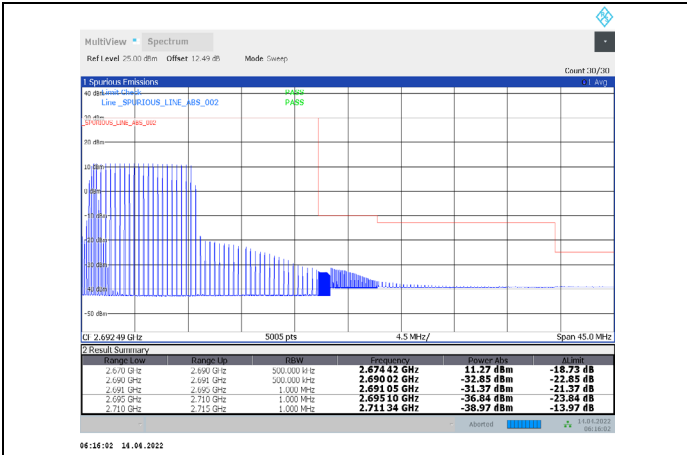 MultiView Spectrum
Ref Level 25.00 dBm Offset 12.49 dB Mode Sweep
Count 30/30
1 Spurious Emissions 1 Avg
40 dBm Limit Check PASS
Line _SPURIOUS_LINE_ABS_002 PASS
30 dBm
_SPURIOUS_LINE_ABS_002
20 dBm
10 dBm
0 dBm
-10 dBm
-20 dBm
-30 dBm
-40 dBm
-50 dBm
CF 2.692 49 GHz 5005 pts 4.5 MHz/ Span 45.0 MHz
2 Result Summary
Range Low Range Up RBW Frequency Power Abs ΔLimit
2.670 GHz 2.690 GHz 500.000 kHz 2.674 42 GHz 11.27 dBm -18.73 dB
2.690 GHz 2.691 GHz 500.000 kHz 2.690 02 GHz -32.85 dBm -22.85 dB
2.691 GHz 2.695 GHz 1.000 MHz 2.691 05 GHz -31.37 dBm -21.37 dB
2.695 GHz 2.710 GHz 1.000 MHz 2.695 10 GHz -36.84 dBm -23.84 dB
2.710 GHz 2.715 GHz 1.000 MHz 2.711 34 GHz -38.97 dBm -13.97 dB
Aborted 14.04.2022
06:16:02
06:16:02 14.04.2022